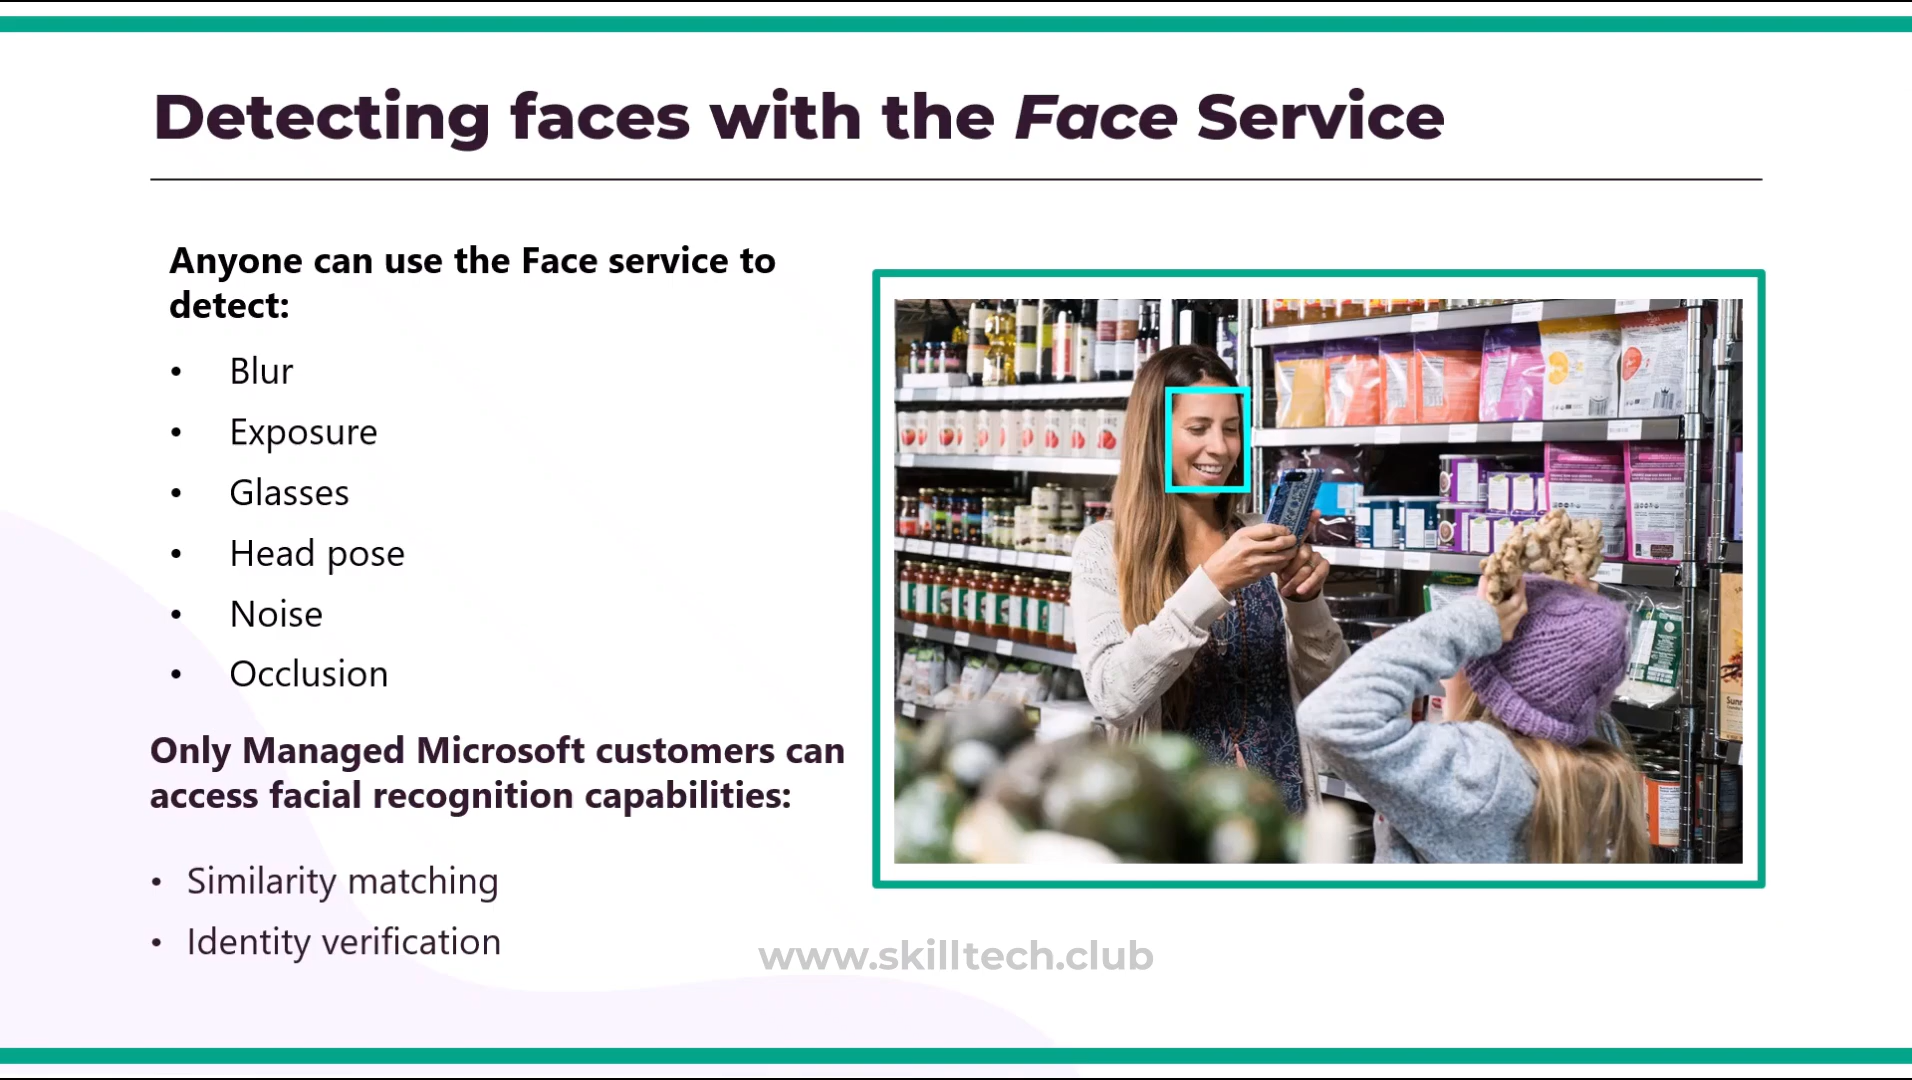 Detecting faces with the Face Service
Anyone can use the Face service to
detect:
• Blur
• Exposure
• Glasses
• Head pose
• Noise
• Occlusion
Only Managed Microsoft customers can
access facial recognition capabilities:
• Similarity matching
• Identity verification
www.skilltech.club